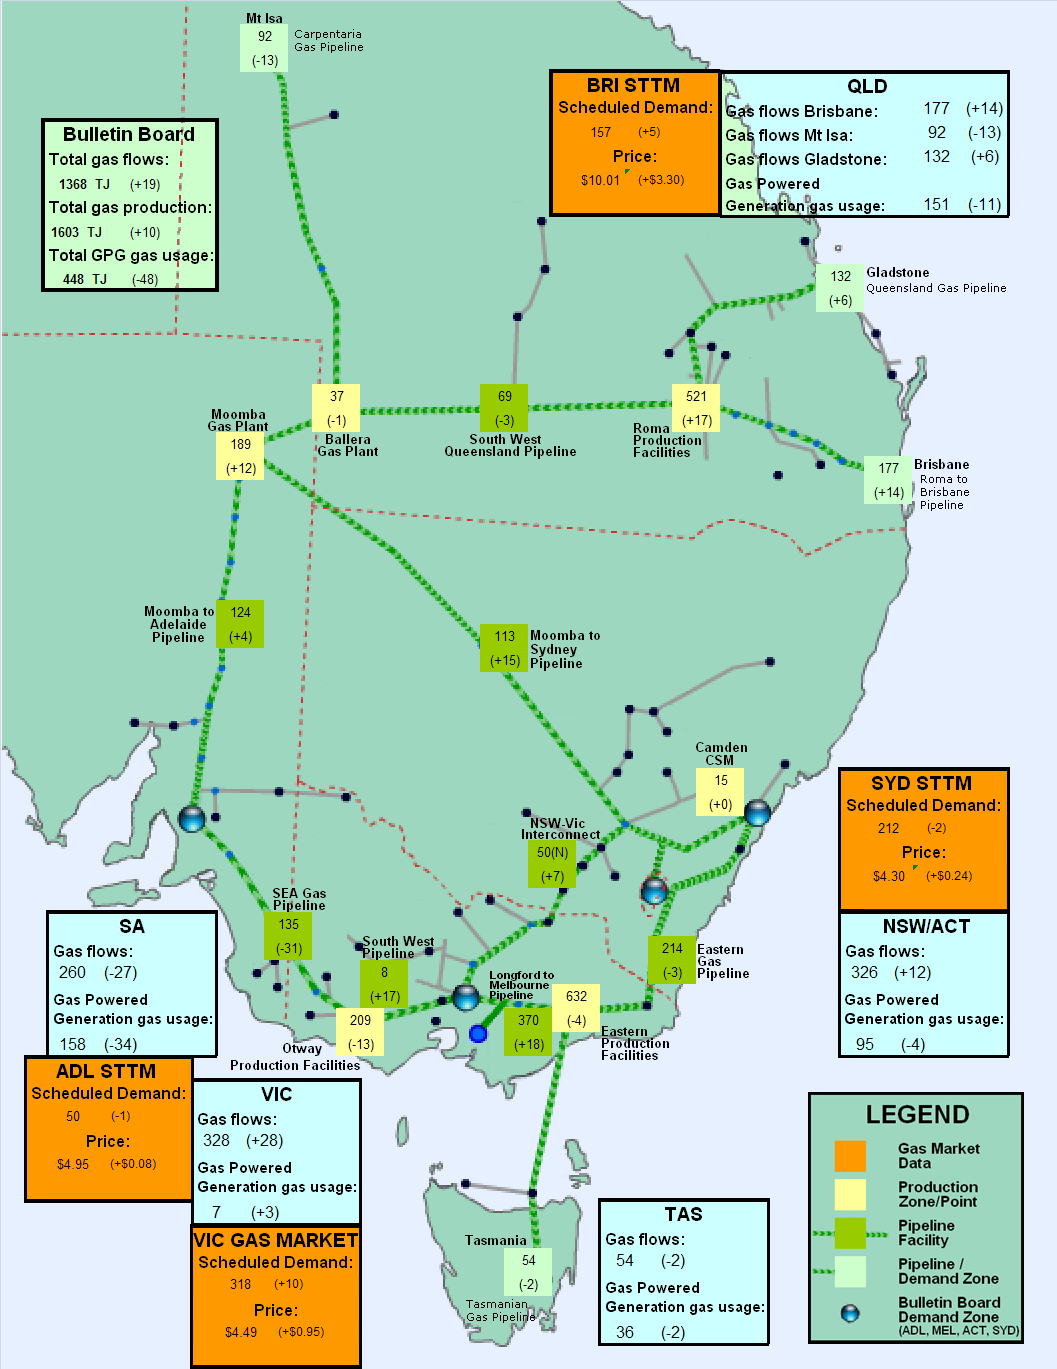 Mt Isa
92
(-13)
Carpentaria
Gas Pipeline
Bulletin Board
Total gas flows:
1368 TJ (+19)
Total gas production:
1603 TJ (+10)
Total GPG gas usage:
448 TJ (-48)
BRI STTM
Scheduled Demand:
157 (+5)
Price:
$10.01 (+$3.30)
QLD
Gas flows Brisbane: 177 (+14)
Gas flows Mt Isa: 92 (-13)
Gas flows Gladstone: 132 (+6)
Gas Powered
Generation gas usage: 151 (-11)
132
(+6)
Gladstone
Queensland Gas Pipeline
37
(-1)
Ballera
Gas Plant
69
(-3)
South West
Queensland Pipeline
521
(+17)
Roma
Production
Facilities
Moomba
Gas Plant
189
(+12)
177
(+14)
Brisbane
Roma to
Brisbane
Pipeline
Moomba to
Adelaide
Pipeline
124
(+4)
113
(+15)
Moomba to
Sydney
Pipeline
Camden
CSM
15
(+0)
NSW-Vic
Interconnect
50(N)
(+7)
SYD STTM
Scheduled Demand:
212 (-2)
Price:
$4.30 (+$0.24)
NSW/ACT
Gas flows:
326 (+12)
Gas Powered
Generation gas usage:
95 (-4)
SEA Gas
Pipeline
135
(-31)
South West
Pipeline
8
(+17)
214
(-3)
Eastern
Gas
Pipeline
Longford to
Melbourne
Pipeline
370
(+18)
632
(-4)
Eastern
Production
Facilities
209
(-13)
Otway
Production Facilities
SA
Gas flows:
260 (-27)
Gas Powered
Generation gas usage:
158 (-34)
ADL STTM
Scheduled Demand:
50 (-1)
Price:
$4.95 (+$0.08)
VIC
Gas flows:
328 (+28)
Gas Powered
Generation gas usage:
7 (+3)
VIC GAS MARKET
Scheduled Demand:
318 (+10)
Price:
$4.49 (+$0.95)
Tasmania
54
(-2)
Tasmanian
Gas Pipeline
TAS
Gas flows:
54 (-2)
Gas Powered
Generation gas usage:
36 (-2)
LEGEND
Gas Market
Data
Production
Zone/Point
Pipeline
Facility
Pipeline /
Demand Zone
Bulletin Board
Demand Zone
(ADL, MEL, ACT, SYD)